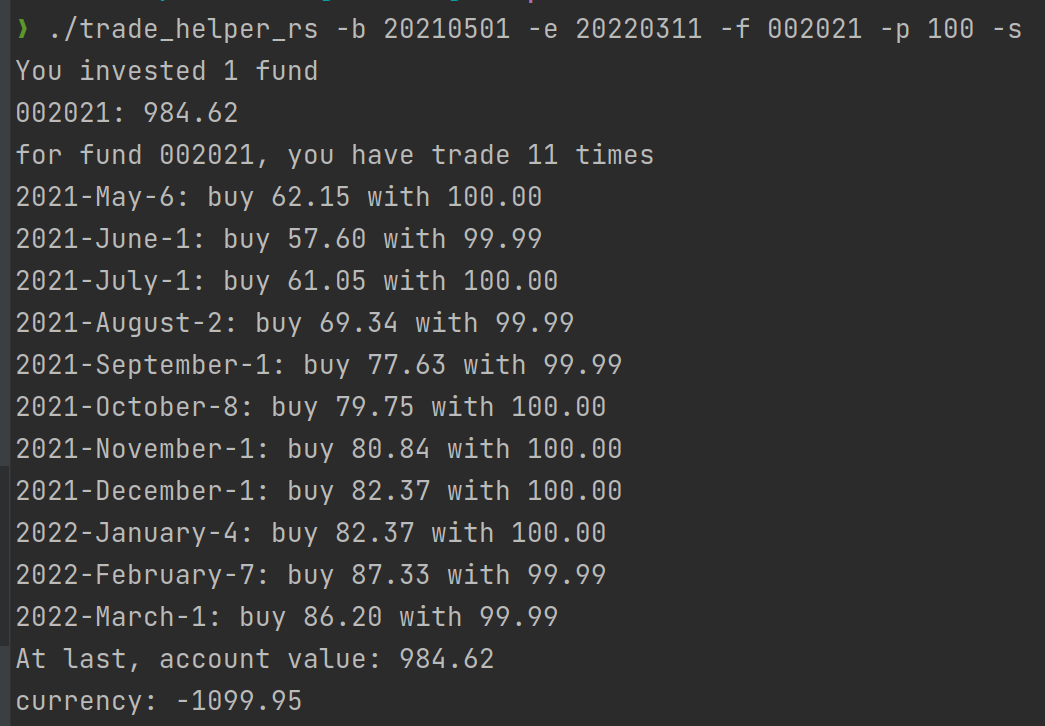 ❱ ./trade_helper_rs -b 20210501 -e 20220311 -f 002021 -p 100 -s
You invested 1 fund
002021: 984.62
for fund 002021, you have trade 11 times
2021-May-6: buy 62.15 with 100.00
2021-June-1: buy 57.60 with 99.99
2021-July-1: buy 61.05 with 100.00
2021-August-2: buy 69.34 with 99.99
2021-September-1: buy 77.63 with 99.99
2021-October-8: buy 79.75 with 100.00
2021-November-1: buy 80.84 with 100.00
2021-December-1: buy 82.37 with 100.00
2022-January-4: buy 82.37 with 100.00
2022-February-7: buy 87.33 with 99.99
2022-March-1: buy 86.20 with 99.99
At last, account value: 984.62
currency: -1099.95